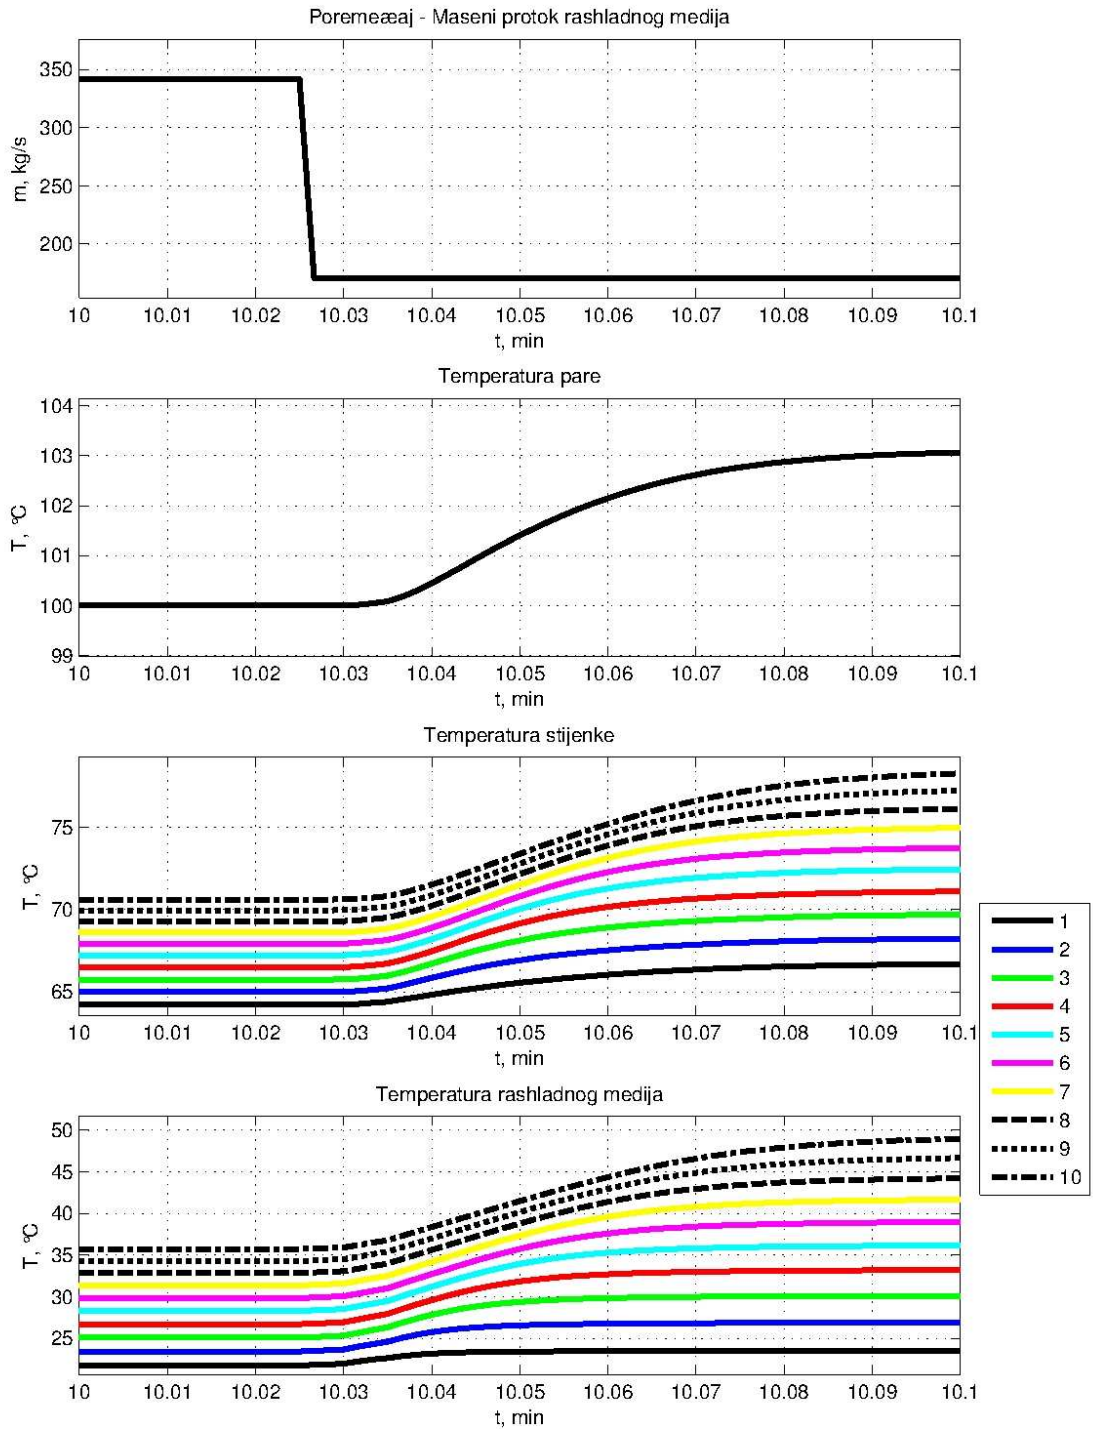 Poremeæaj - Maseni protok rashladnog medija
m, kg/s
350
300
250
200
10 10.01 10.02 10.03 10.04 10.05 10.06 10.07 10.08 10.09 10.1
t, min
Temperatura pare
T, °C
104
103
102
101
100
99
10 10.01 10.02 10.03 10.04 10.05 10.06 10.07 10.08 10.09 10.1
t, min
Temperatura stijenke
T, °C
75
70
65
10 10.01 10.02 10.03 10.04 10.05 10.06 10.07 10.08 10.09 10.1
t, min
Temperatura rashladnog medija
T, °C
50
45
40
35
30
25
10 10.01 10.02 10.03 10.04 10.05 10.06 10.07 10.08 10.09 10.1
t, min
1
2
3
4
5
6
7
8
9
10